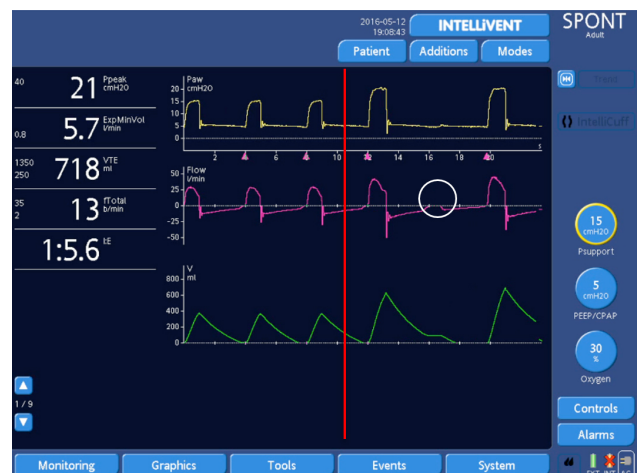 2016-05-12
19:08:43
INTELLiVENT
SPONT
Adult
Patient
Additions
Modes
40
21
Ppeak
cmH2O
0.8
5.7
ExpMinVol
l/min
1350
250
718
VTE
ml
35
2
13
fTotal
b/min
1:5.6
I:E
Paw
cmH2O
20
15
10
5
0
2
4
6
8
10
12
14
16
18
20
s
Flow
l/min
50
25
0
-25
-50
V
ml
800
600
400
200
0
IntelliCuff
15
cmH2O
Psupport
5
cmH2O
PEEP/CPAP
30
%
Oxygen
1 / 9
Controls
Alarms
Monitoring
Graphics
Tools
Events
System